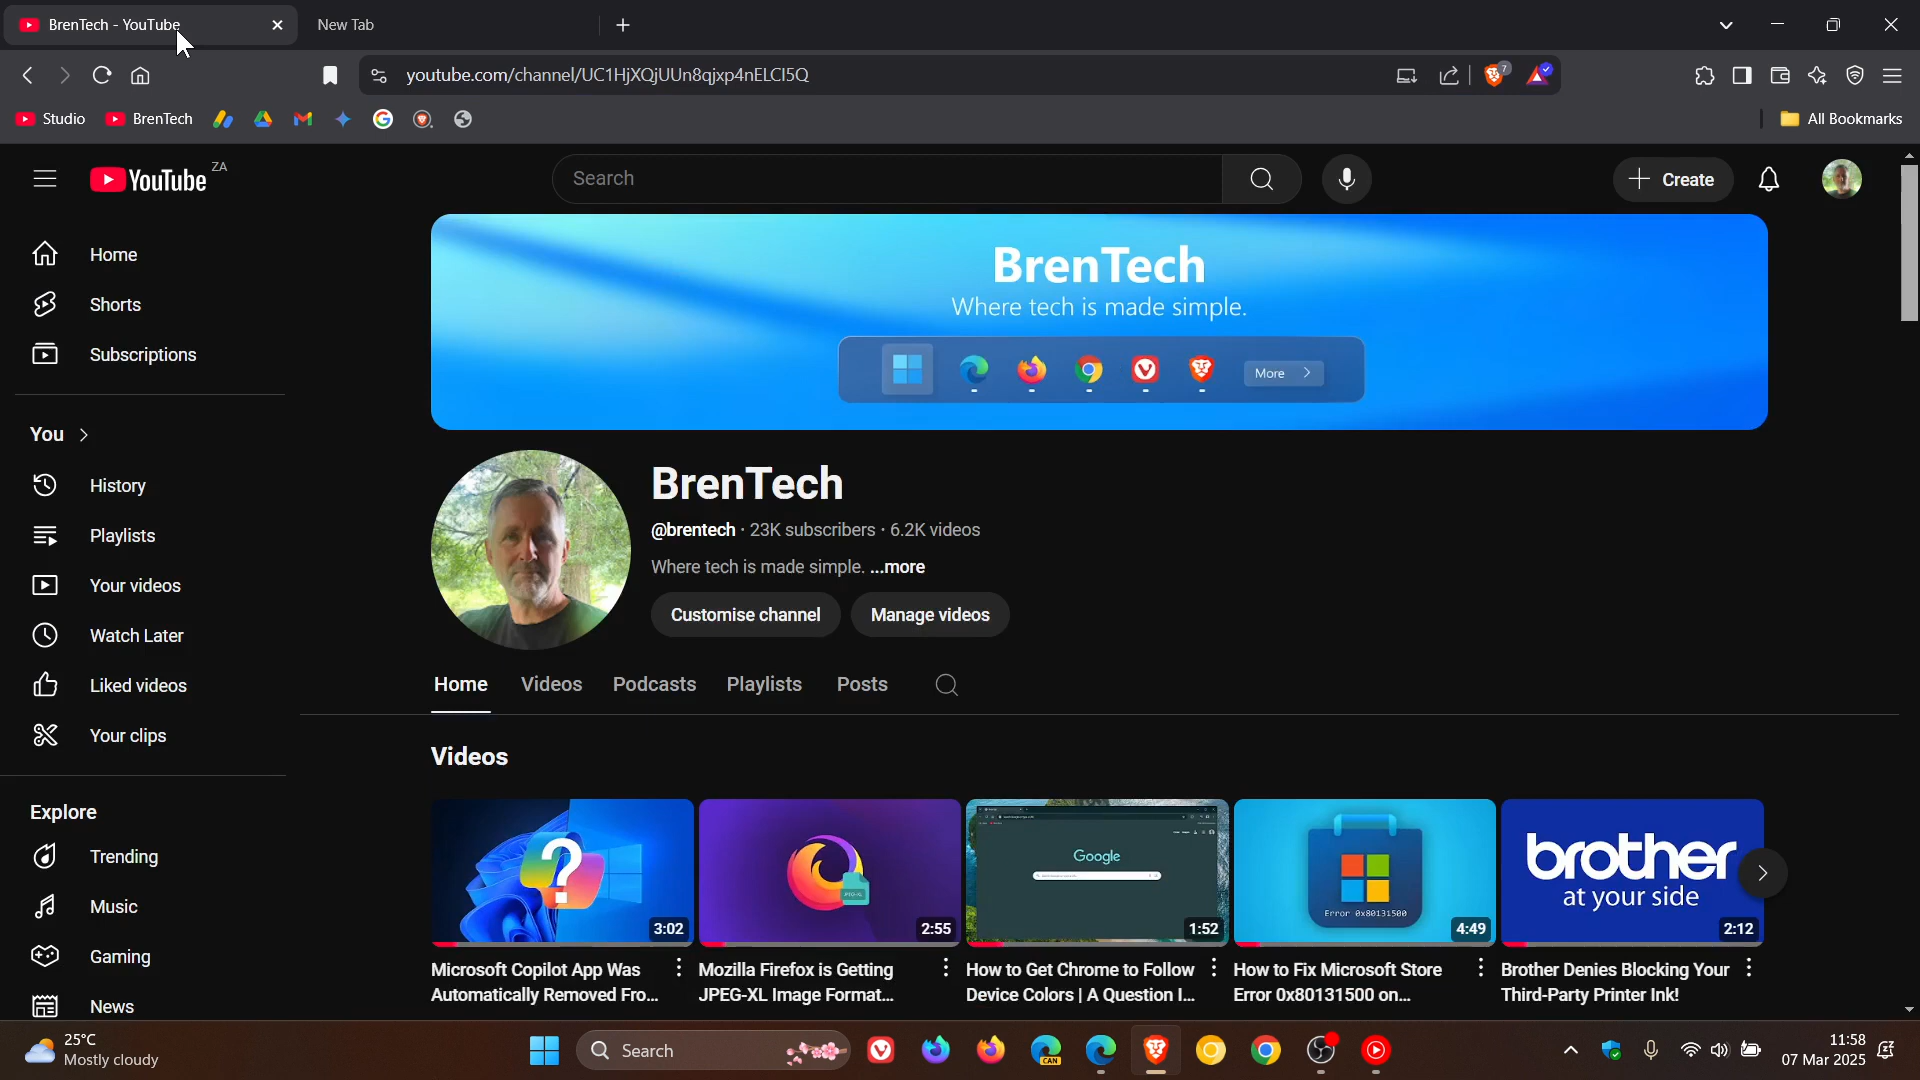 BrenTech - YouTube
New Tab
youtube.com/channel/UC1HjXQjUUn8qjxp4nELCI5Q
7
Studio
BrenTech
All Bookmarks
YouTube ZA
Search
Create
Home
Shorts
Subscriptions
You
History
Playlists
Your videos
Watch Later
Liked videos
Your clips
Explore
Trending
Music
Gaming
News
BrenTech
Where tech is made simple.
More
BrenTech
@brentech · 23K subscribers · 6.2K videos
Where tech is made simple. ...more
Customise channel
Manage videos
Home
Videos
Podcasts
Playlists
Posts
Videos
3:02
Microsoft Copilot App Was
Automatically Removed Fro...
JPEG-XL
2:55
Mozilla Firefox is Getting
JPEG-XL Image Format...
Google
1:52
How to Get Chrome to Follow
Device Colors | A Question I...
Error 0x80131500
4:49
How to Fix Microsoft Store
Error 0x80131500 on...
brother
at your side
2:12
Brother Denies Blocking Your
Third-Party Printer Ink!
25°C
Mostly cloudy
Search
CAN
11:58
07 Mar 2025